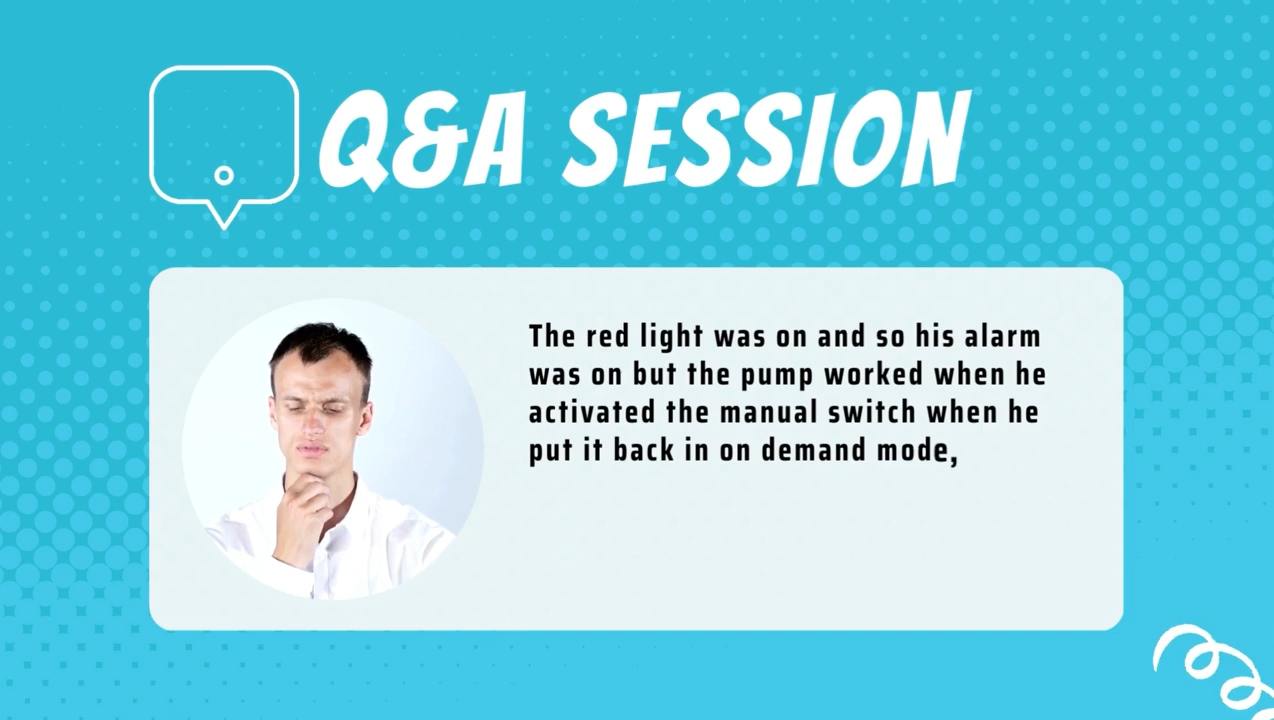 Q&A SESSION
The red light was on and so his alarm
was on but the pump worked when he
activated the manual switch when he
put it back in on demand mode,